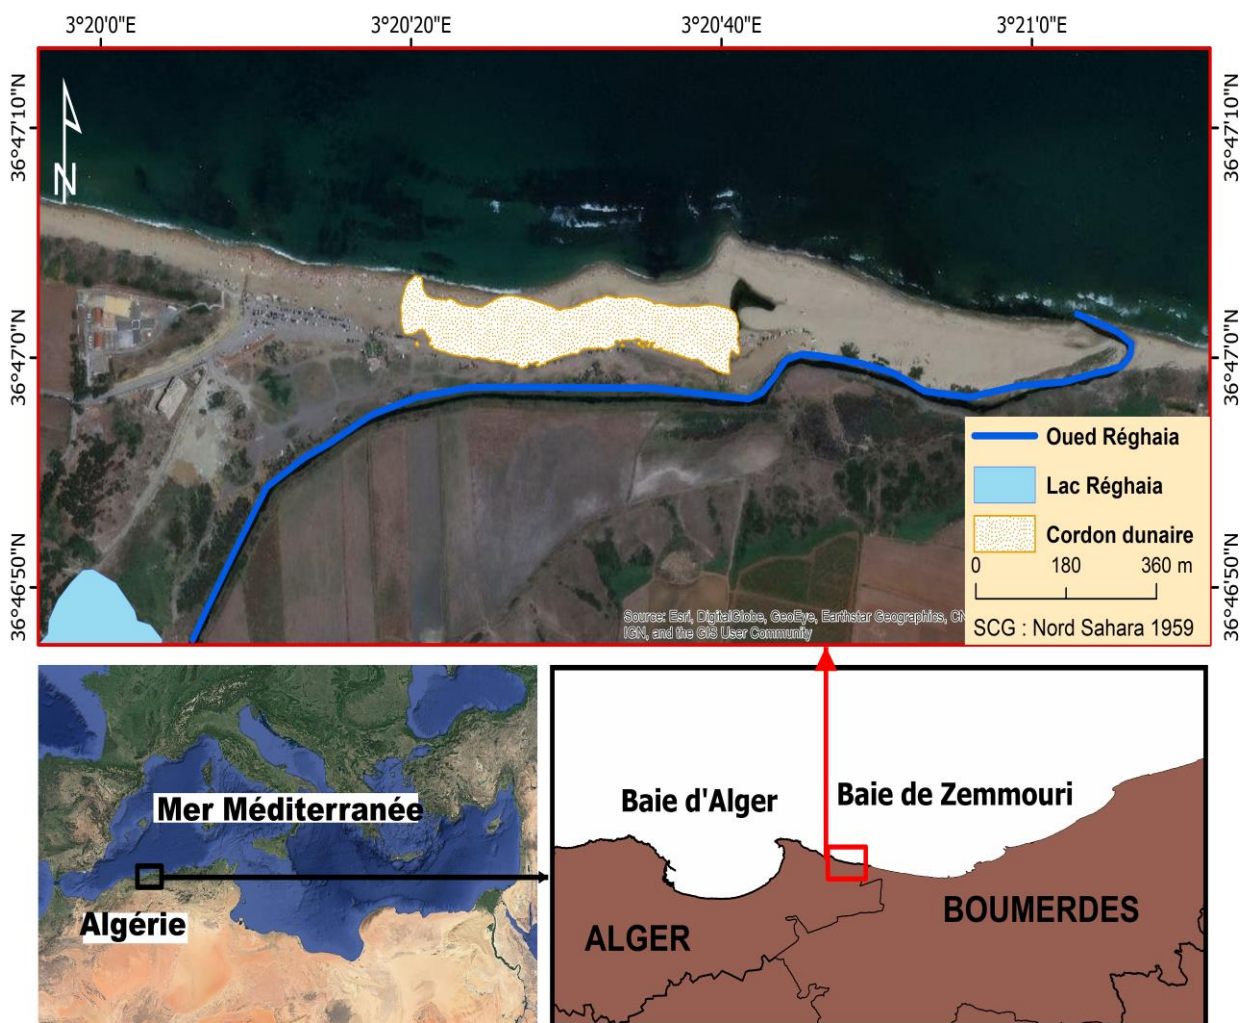 3°20'0"E
3°20'20"E
3°20'40"E
3°21'0"E
36°47'10"N
36°47'10"N
N
36°47'0"N
36°47'0"N
36°46'50"N
36°46'50"N
Oued Réghaia
Lac Réghaia
Cordon dunaire
0 180 360 m
SCG : Nord Sahara 1959
Source: Esri, DigitalGlobe, GeoEye, Earthstar Geographics,
IGN, and the GIS User Community
Mer Méditerranée
Algérie
Baie d'Alger
Baie de Zemmouri
ALGER
BOUMERDES